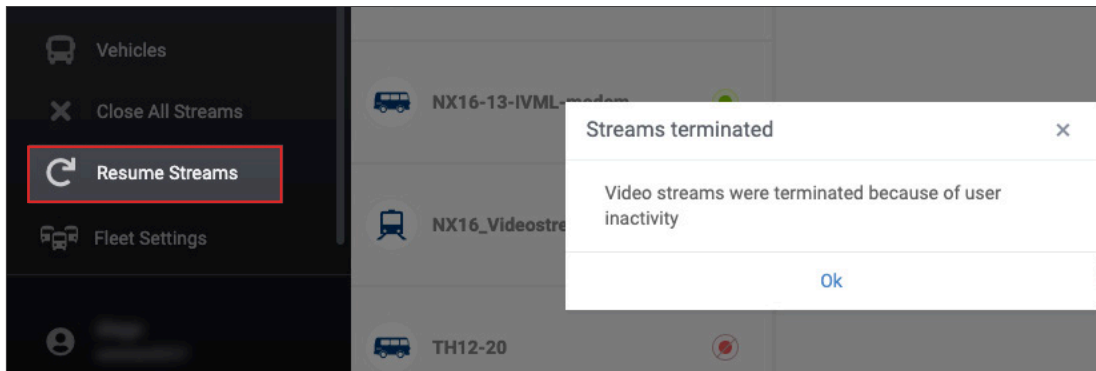 Vehicles
Close All Streams
Resume Streams
Fleet Settings
NX16-13-IVML-modem
NX16_Videostre
TH12-20
Streams terminated
Video streams were terminated because of user
inactivity
Ok